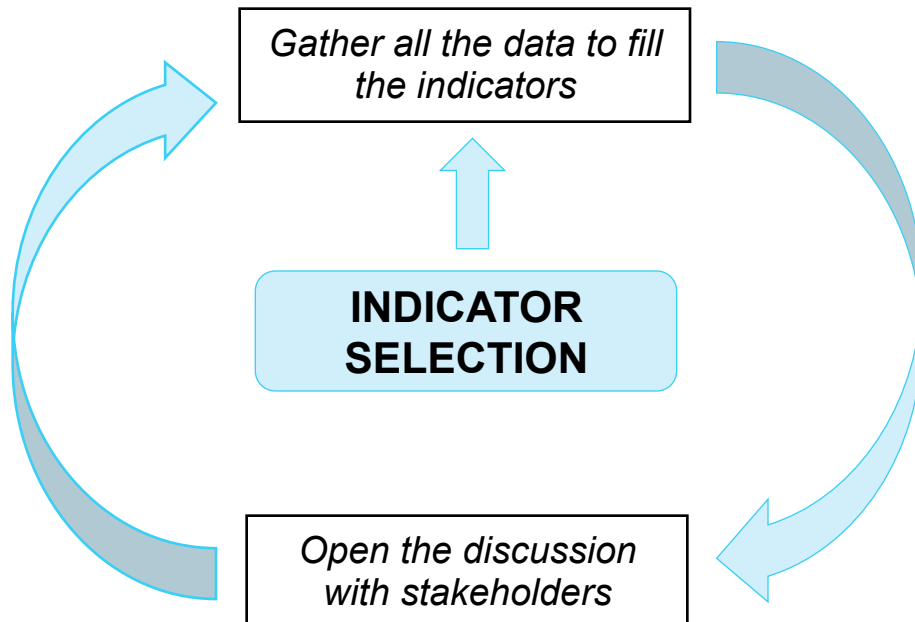 Gather all the data to fill
the indicators
INDICATOR
SELECTION
Open the discussion
with stakeholders